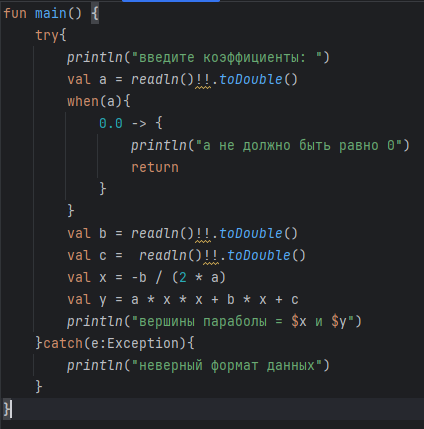 fun main() {
    try{
        println("введите коэффициенты: ")
        val a = readln()!!.toDouble()
        when(a){
            0.0 -> {
                println("а не должно быть равно 0")
                return
            }
        }
        val b = readln()!!.toDouble()
        val c =  readln()!!.toDouble()
        val x = -b / (2 * a)
        val y = a * x * x + b * x + c
        println("вершины параболы = $x и $y")
    }catch(e:Exception){
        println("неверный формат данных")
    }
}